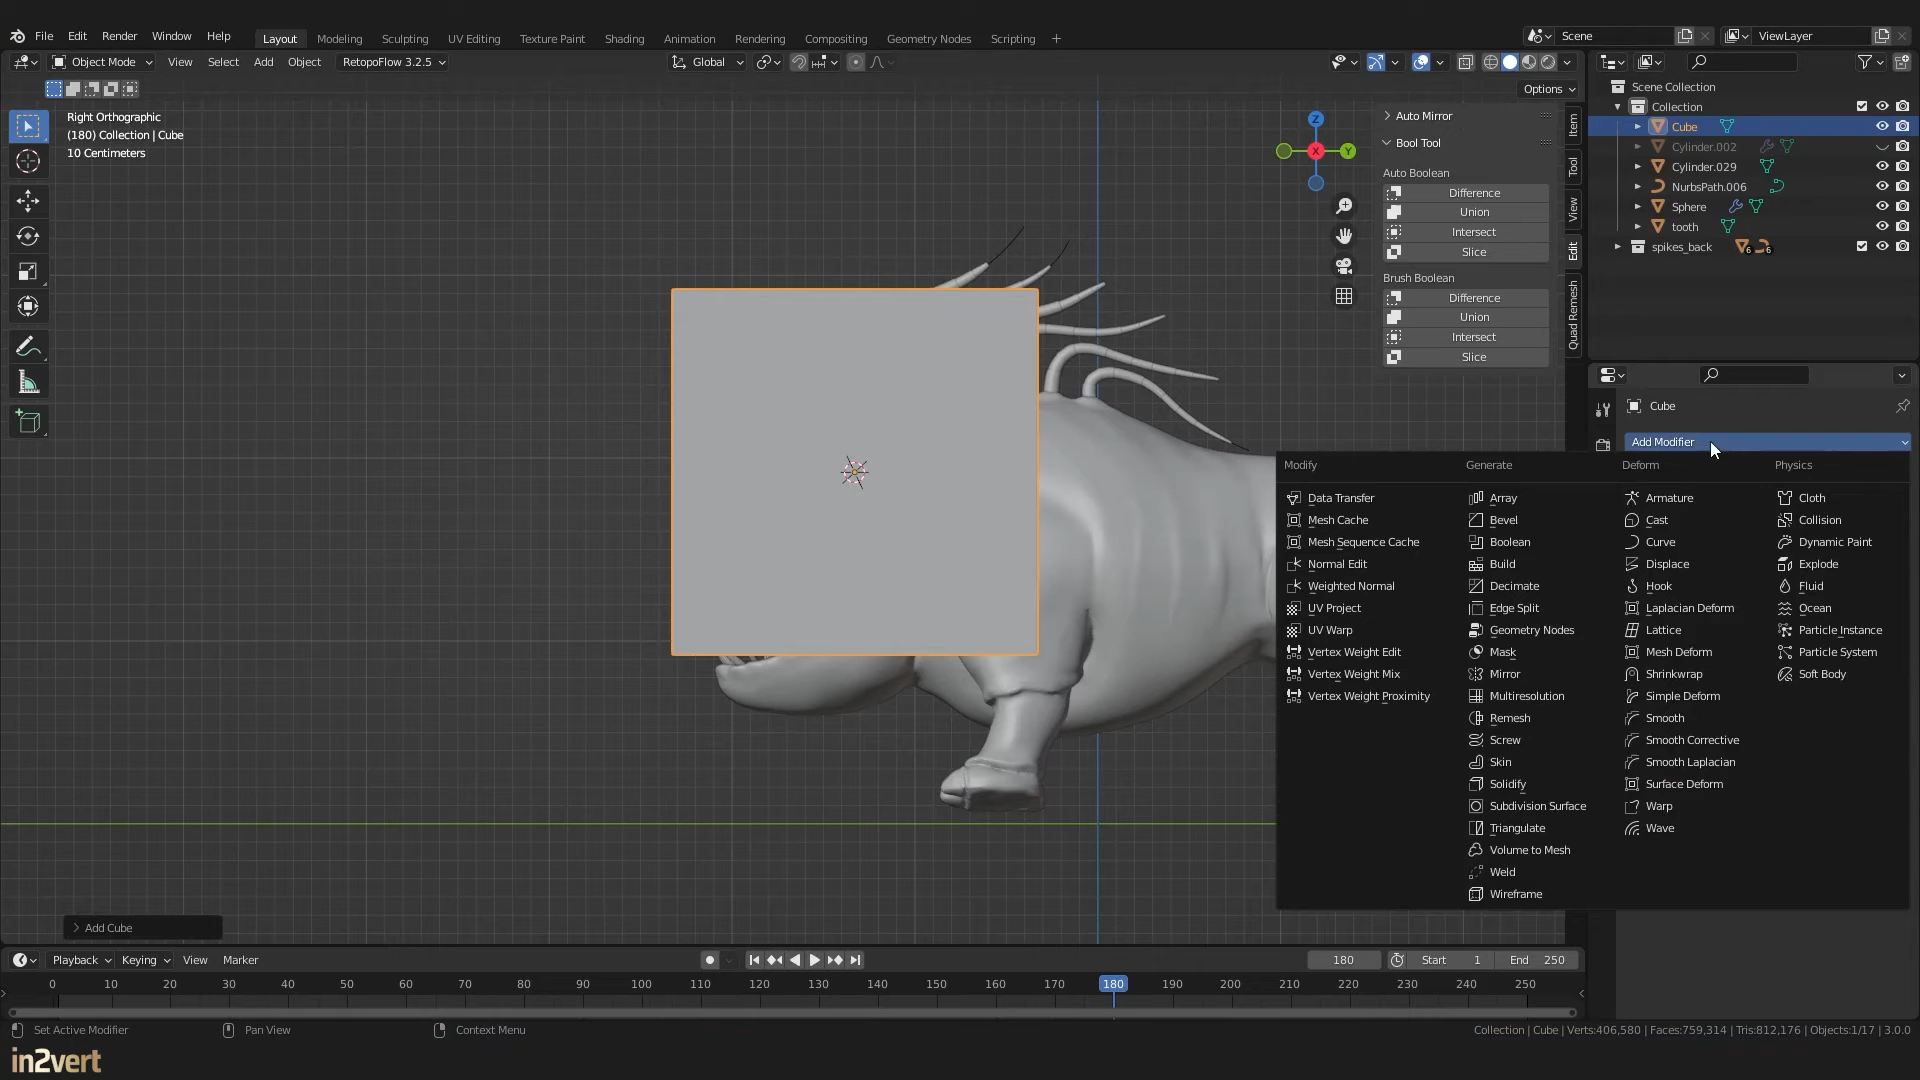 File Edit Render Window Help Layout Modeling Sculpting UV Editing Texture Paint Shading Animation Rendering Compositing Geometry Nodes Scripting + Scene ViewLayer
Object Mode View Select Add Object RetopoFlow 3.2.5 Global
Options
Right Orthographic
(180) Collection | Cube
10 Centimeters
Z
X
Y
Auto Mirror
Bool Tool
Auto Boolean
Difference
Union
Intersect
Slice
Brush Boolean
Difference
Union
Intersect
Slice
Item
Tool
View
Edit
Quad Remesh
Scene Collection
Collection
Cube
Cylinder.002
Cylinder.029
NurbsPath.006
Sphere
tooth
spikes_back 6 6
Cube
Add Modifier
Modify
Data Transfer
Mesh Cache
Mesh Sequence Cache
Normal Edit
Weighted Normal
UV Project
UV Warp
Vertex Weight Edit
Vertex Weight Mix
Vertex Weight Proximity
Generate
Array
Bevel
Boolean
Build
Decimate
Edge Split
Geometry Nodes
Mask
Mirror
Multiresolution
Remesh
Screw
Skin
Solidify
Subdivision Surface
Triangulate
Volume to Mesh
Weld
Wireframe
Deform
Armature
Cast
Curve
Displace
Hook
Laplacian Deform
Lattice
Mesh Deform
Shrinkwrap
Simple Deform
Smooth
Smooth Corrective
Smooth Laplacian
Surface Deform
Warp
Wave
Physics
Cloth
Collision
Dynamic Paint
Explode
Fluid
Ocean
Particle Instance
Particle System
Soft Body
Add Cube
Playback Keying View Marker 180 Start 1 End 250
0 10 20 30 40 50 60 70 80 90 100 110 120 130 140 150 160 170 180 190 200 210 220 230 240 250
Set Active Modifier Pan View Context Menu Collection | Cube | Verts:406,580 | Faces:759,314 | Tris:812,176 | Objects:1/17 | 3.0.0
in2vert